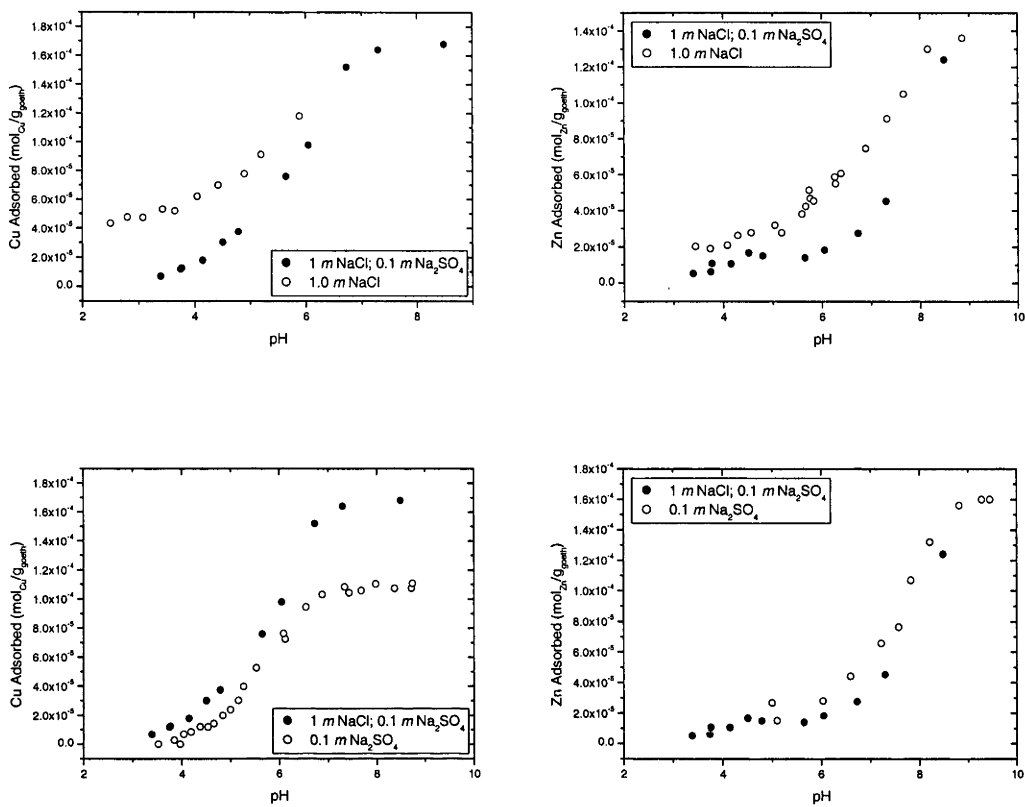 1.8x10⁻⁴
1.6x10⁻⁴
1.4x10⁻⁴
1.2x10⁻⁴
1.0x10⁻⁴
8.0x10⁻⁵
6.0x10⁻⁵
4.0x10⁻⁵
2.0x10⁻⁵
0.0
Cu Adsorbed (mol_Cu/g_goeth)
1 m NaCl; 0.1 m Na₂SO₄
1.0 m NaCl
2 4 6 8
pH
1.4x10⁻⁴
1.2x10⁻⁴
1.0x10⁻⁴
8.0x10⁻⁵
6.0x10⁻⁵
4.0x10⁻⁵
2.0x10⁻⁵
0.0
Zn Adsorbed (mol_Zn/g_goeth)
1 m NaCl; 0.1 m Na₂SO₄
1.0 m NaCl
2 4 6 8 10
pH
1.8x10⁻⁴
1.6x10⁻⁴
1.4x10⁻⁴
1.2x10⁻⁴
1.0x10⁻⁴
8.0x10⁻⁵
6.0x10⁻⁵
4.0x10⁻⁵
2.0x10⁻⁵
0.0
Cu Adsorbed (mol_Cu/g_goeth)
1 m NaCl; 0.1 m Na₂SO₄
0.1 m Na₂SO₄
2 4 6 8 10
pH
1.8x10⁻⁴
1.6x10⁻⁴
1.4x10⁻⁴
1.2x10⁻⁴
1.0x10⁻⁴
8.0x10⁻⁵
6.0x10⁻⁵
4.0x10⁻⁵
2.0x10⁻⁵
0.0
Zn Adsorbed (mol_Zn/g_goeth)
1 m NaCl; 0.1 m Na₂SO₄
0.1 m Na₂SO₄
2 4 6 8 10
pH